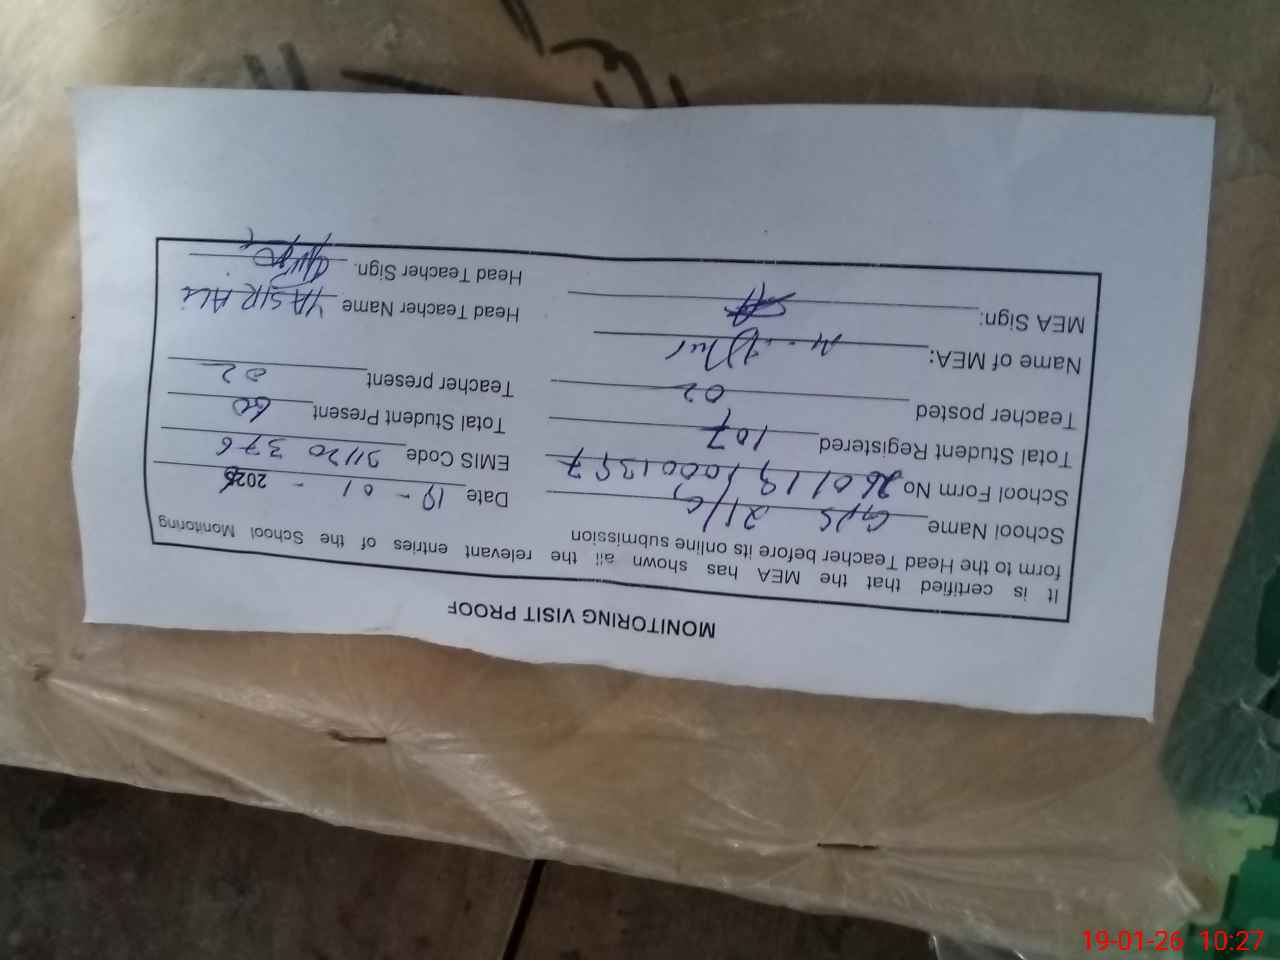 MONITORING VISIT PROOF
It is certified that the MEA has shown all the relevant entries of the School Monitoring
form to the Head Teacher before its online submission
School Name GPS 21/G Date 19-01-2026
School Form No 260119 EMIS Code 31120376
Total Student Registered 107 Total Student Present 60
Teacher posted 02 Teacher present 02
Name of MEA: Head Teacher Name YASIR ALi
MEA Sign: Head Teacher Sign.
19-01-26 10:27